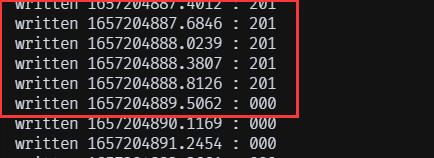 written 1657204887.4012 : 201
written 1657204887.6846 : 201
written 1657204888.0239 : 201
written 1657204888.3807 : 201
written 1657204888.8126 : 201
written 1657204889.5062 : 000
written 1657204890.1169 : 000
written 1657204891.2454 : 000